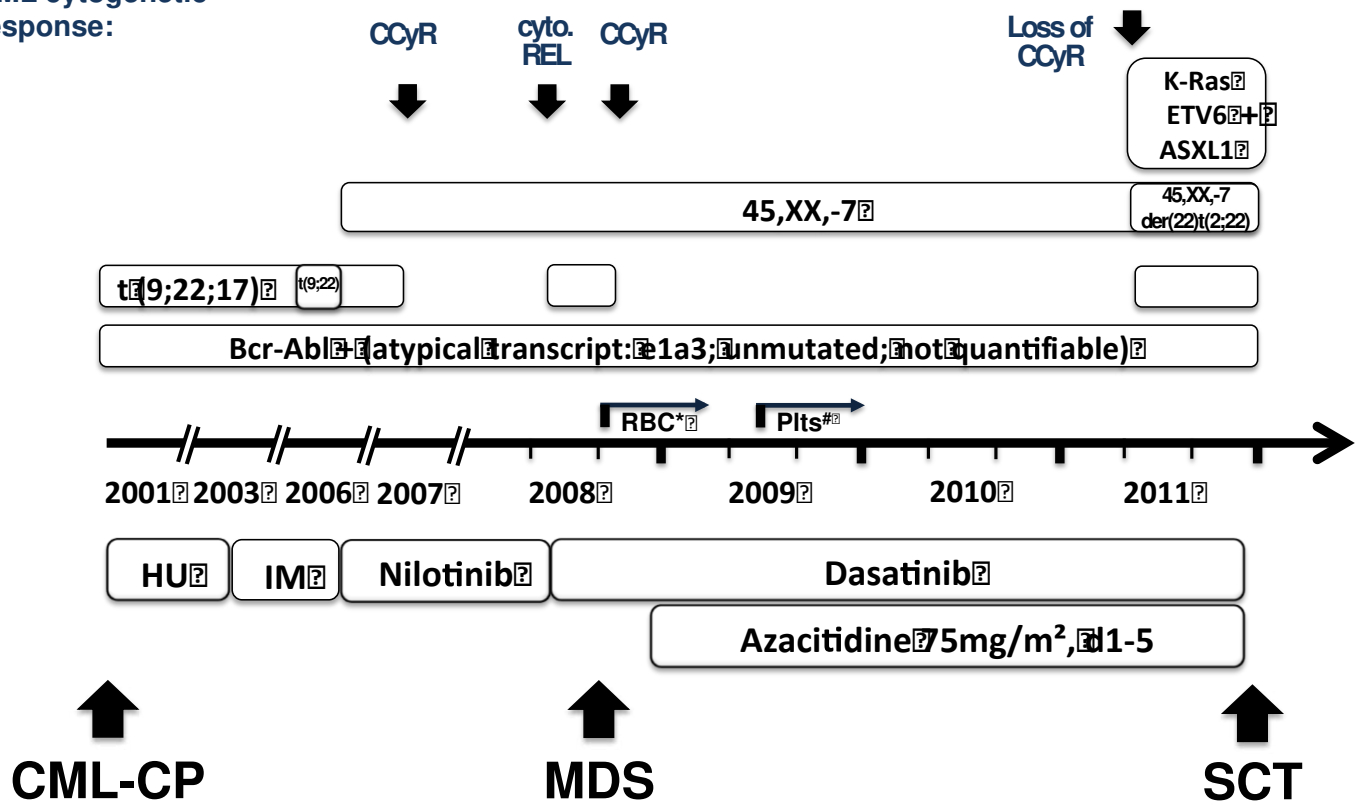 esponse:
CCyR
cyto.
REL
CCyR
Loss of
CCyR
K-Ras
ETV6 +
ASXL1
45,XX,-7
45,XX,-7
der(22)t(2;22)
t (9;22;17)
t(9;22)
Bcr-Abl + (atypical transcript: e1a3; unmutated; not quantifiable)
RBC*
Plts#
2001 2003 2006 2007 2008 2009 2010 2011
HU
IM
Nilotinib
Dasatinib
Azacitidine 75mg/m², d1-5
CML-CP
MDS
SCT